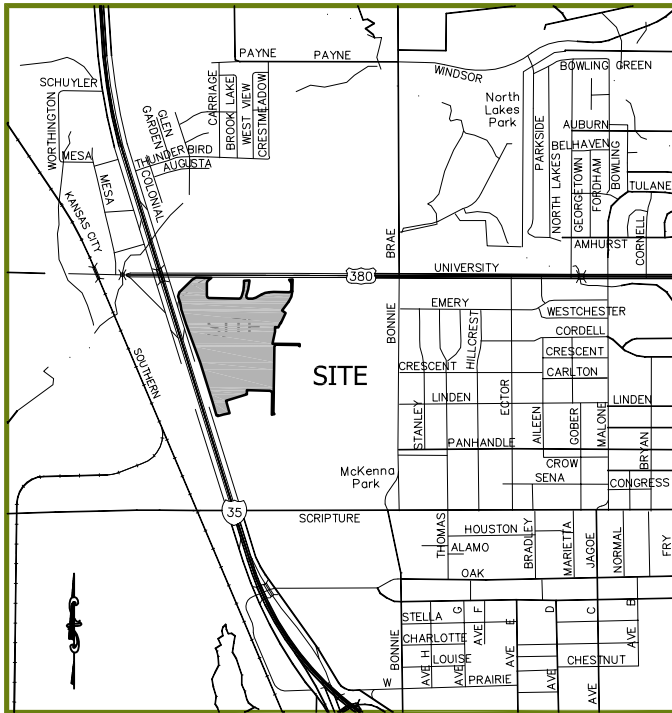 PAYNE PAYNE
WINDSOR
BOWLING GREEN
SCHUYLER
WORTHINGTON
CARRIAGE
BROOK LAKE
WEST VIEW
CRESTMEADOW
GLEN
GARDEN
North
Lakes
Park
PARKSIDE
NORTH LAKES
AUBURN
BELHAVEN
GEORGETOWN
FORDHAM
BOWLING
TULANE
MESA
MESA
THUNDERBIRD
AUGUSTA
COLONIAL
KANSAS CITY
SOUTHERN
BONNIE BRAE
AMHURST
CORNELL
380
UNIVERSITY
SITE
SITE
EMERY
WESTCHESTER
HILLCREST
CORDELL
CRESCENT
CRESCENT
CARLTON
LINDEN
LINDEN
STANLEY
ECTOR
AILEEN
GOBER
MALONE
BRYAN
PANHANDLE
CROW
SENA
CONGRESS
McKenna
Park
35
SCRIPTURE
THOMAS
HOUSTON
ALAMO
OAK
BRADLEY
MARIETTA
JAGOE
NORMAL
FRY
STELLA
CHARLOTTE
LOUISE
CHESTNUT
W PRAIRIE
BONNIE
AVE H
AVE G
AVE F
AVE E
AVE D
AVE C
AVE B